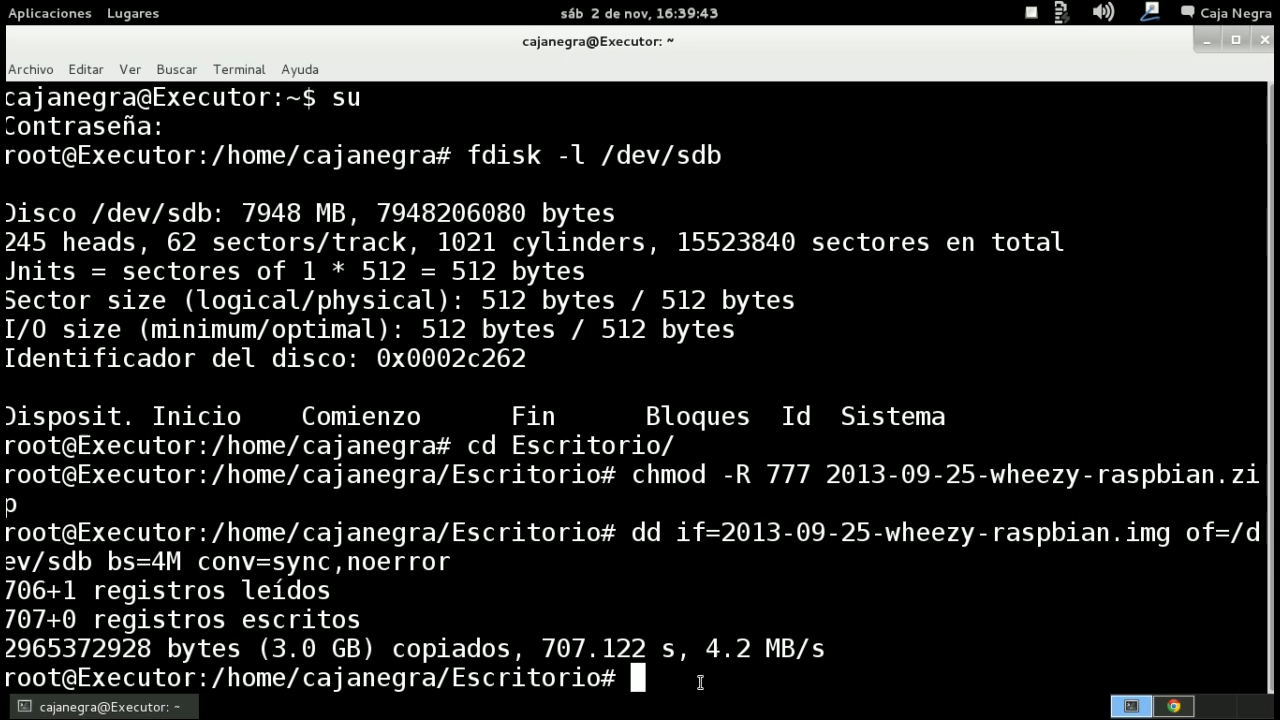 Aplicaciones Lugares sáb 2 de nov, 16:39:43 Caja Negra
cajanegra@Executor: ~
Archivo Editar Ver Buscar Terminal Ayuda
cajanegra@Executor:~$ su
Contraseña:
root@Executor:/home/cajanegra# fdisk -l /dev/sdb
Disco /dev/sdb: 7948 MB, 7948206080 bytes
245 heads, 62 sectors/track, 1021 cylinders, 15523840 sectores en total
Units = sectores of 1 * 512 = 512 bytes
Sector size (logical/physical): 512 bytes / 512 bytes
I/O size (minimum/optimal): 512 bytes / 512 bytes
Identificador del disco: 0x0002c262
Disposit. Inicio    Comienzo      Fin      Bloques  Id  Sistema
root@Executor:/home/cajanegra# cd Escritorio/
root@Executor:/home/cajanegra/Escritorio# chmod -R 777 2013-09-25-wheezy-raspbian.zi
p
root@Executor:/home/cajanegra/Escritorio# dd if=2013-09-25-wheezy-raspbian.img of=/d
ev/sdb bs=4M conv=sync,noerror
706+1 registros leídos
707+0 registros escritos
2965372928 bytes (3.0 GB) copiados, 707.122 s, 4.2 MB/s
root@Executor:/home/cajanegra/Escritorio#
cajanegra@Executor: ~